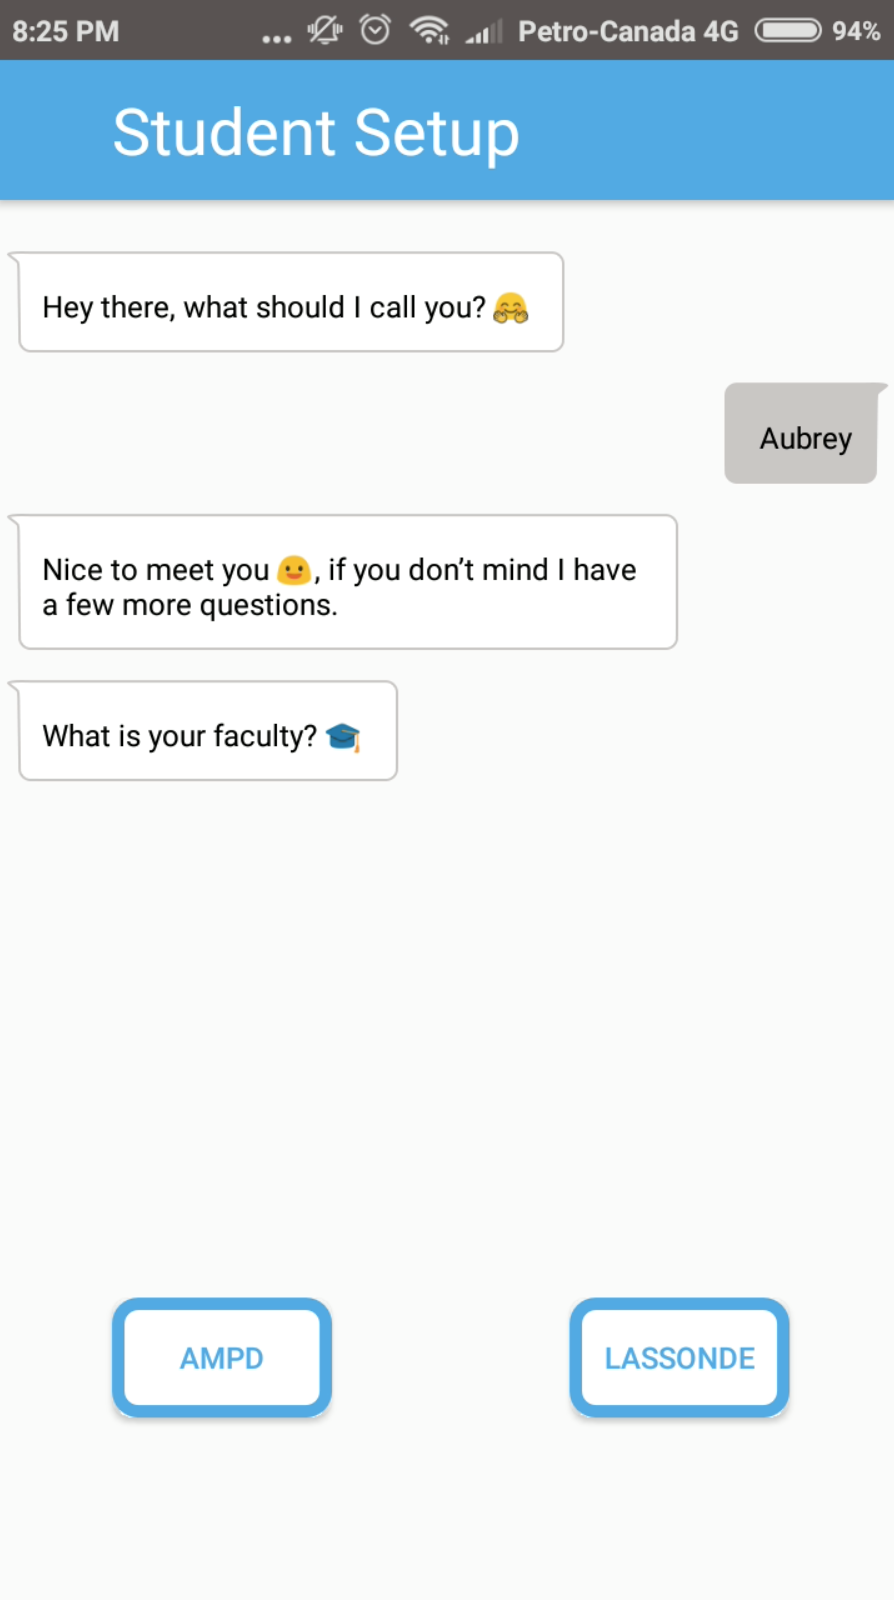 8:25 PM ... Petro-Canada 4G 94%
Student Setup
Hey there, what should I call you? 🤗
Aubrey
Nice to meet you 😃, if you don’t mind I have
a few more questions.
What is your faculty? 🎓
AMPD
LASSONDE